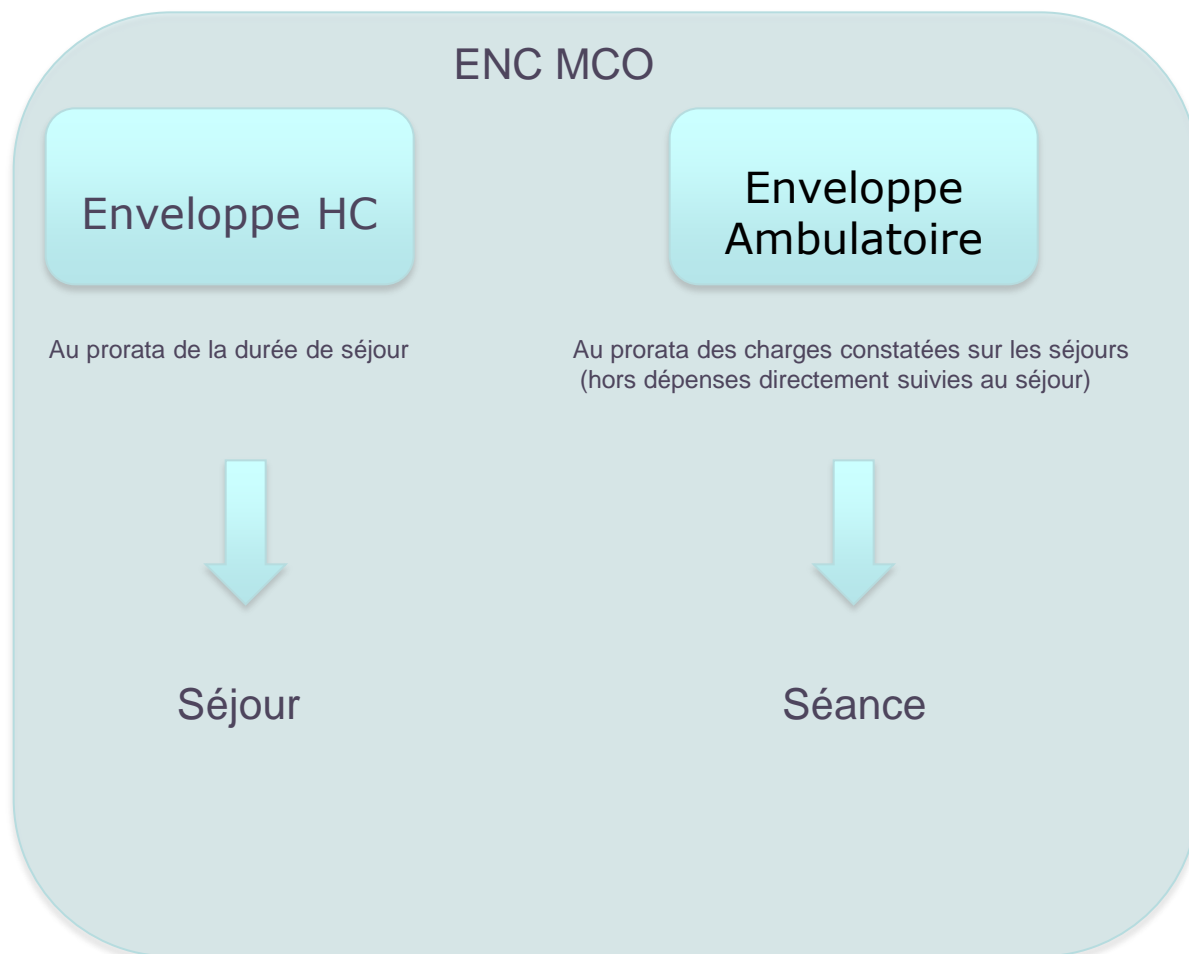 ENC MCO
Enveloppe HC
Enveloppe
Ambulatoire
Au prorata de la durée de séjour
Au prorata des charges constatées sur les séjours
(hors dépenses directement suivies au séjour)
Séjour
Séance